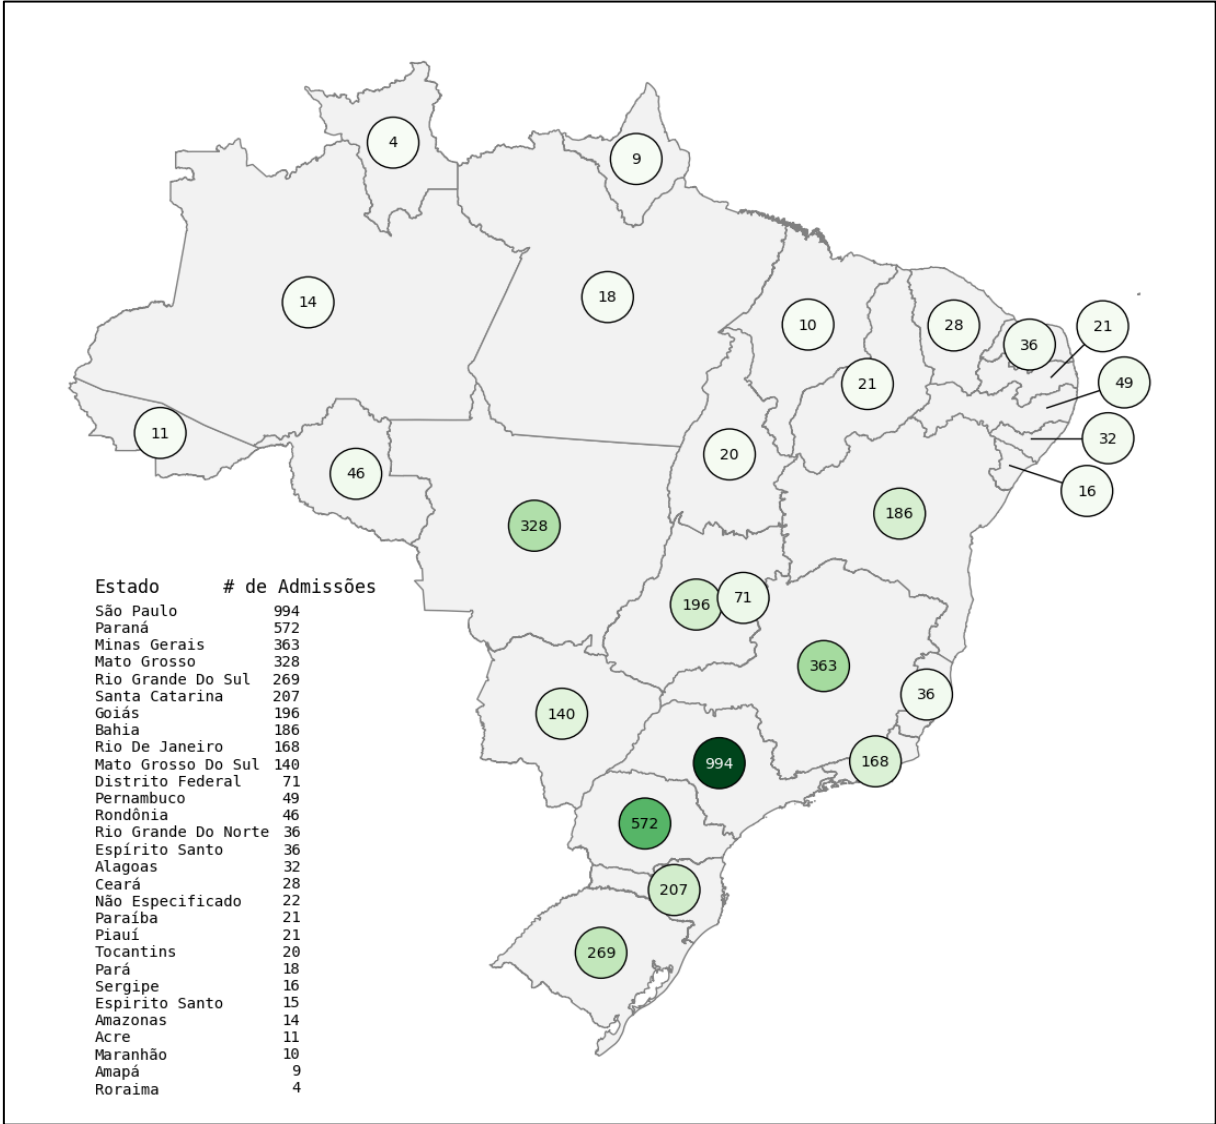 4
9
14
18
10
28
36
21
21
49
11
46
20
32
16
328
186
196
71
363
140
36
994
168
572
207
269
Estado # de Admissões
São Paulo 994
Paraná 572
Minas Gerais 363
Mato Grosso 328
Rio Grande Do Sul 269
Santa Catarina 207
Goiás 196
Bahia 186
Rio De Janeiro 168
Mato Grosso Do Sul 140
Distrito Federal 71
Pernambuco 49
Rondônia 46
Rio Grande Do Norte 36
Espírito Santo 36
Alagoas 32
Ceará 28
Não Especificado 22
Paraíba 21
Piauí 21
Tocantins 20
Pará 18
Sergipe 16
Espirito Santo 15
Amazonas 14
Acre 11
Maranhão 10
Amapá 9
Roraima 4